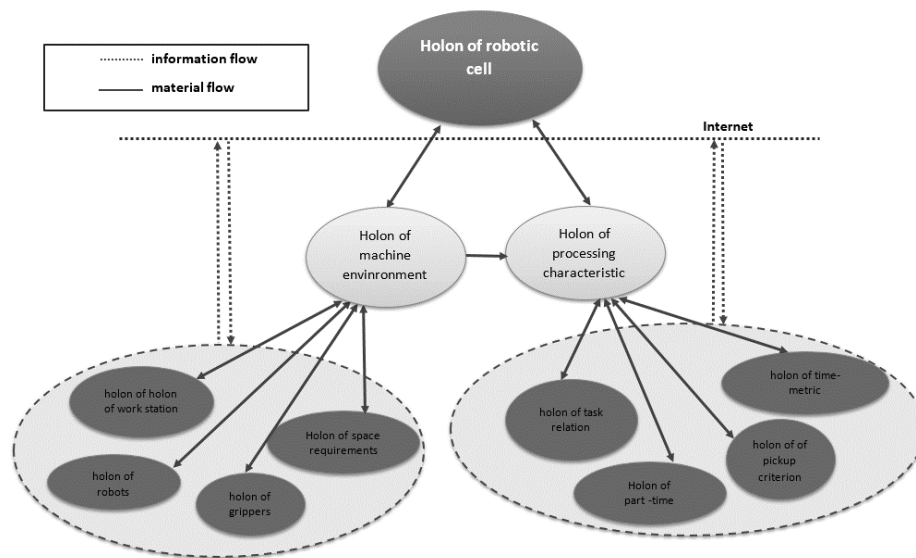 Holon of robotic
cell
information flow
material flow
Internet
Holon of
machine
envinronment
Holon of
processing
characteristic
holon of holon
of work station
Holon of space
requirements
holon of
robots
holon of
grippers
holon of time-
metric
holon of task
relation
holon of of
pickup
criterion
Holon of
part -time